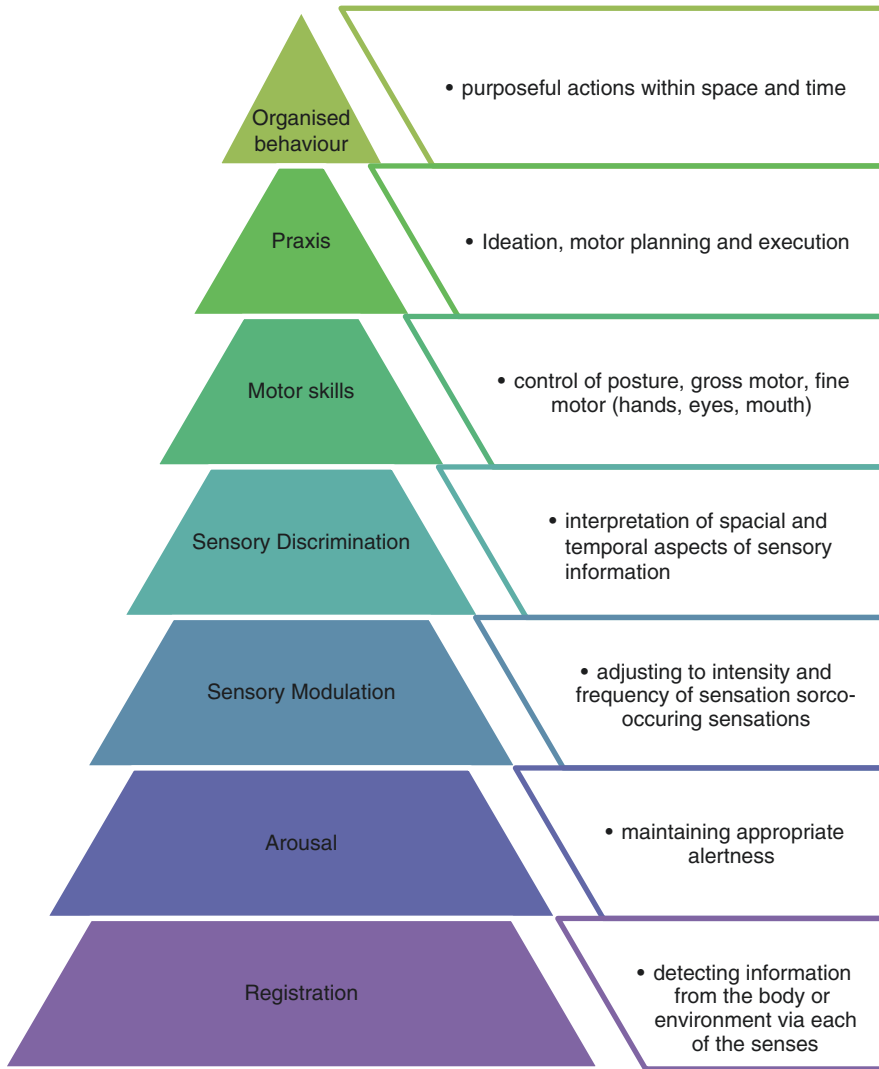 Organised
behaviour
• purposeful actions within space and time
Praxis
• Ideation, motor planning and execution
Motor skills
• control of posture, gross motor, fine
motor (hands, eyes, mouth)
Sensory Discrimination
• interpretation of spacial and
temporal aspects of sensory
information
Sensory Modulation
• adjusting to intensity and
frequency of sensation sorco-
occuring sensations
Arousal
• maintaining appropriate
alertness
Registration
• detecting information
from the body or
environment via each
of the senses